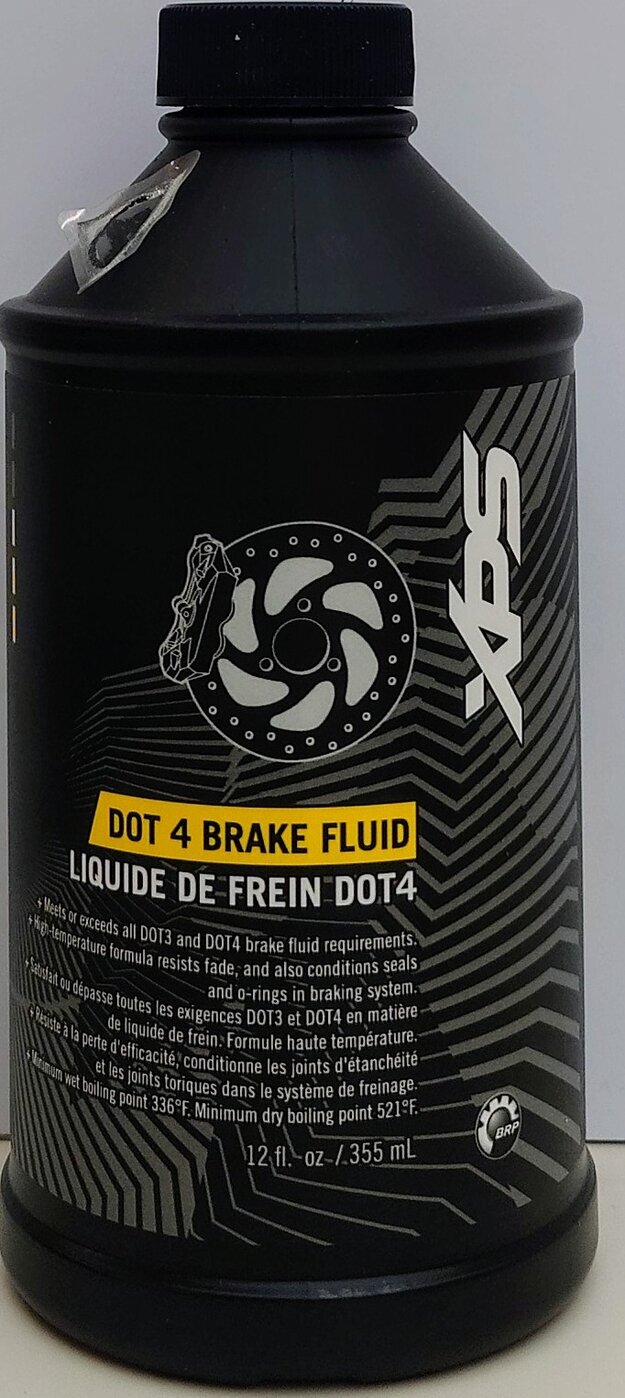 XPS
DOT 4 BRAKE FLUID
LIQUIDE DE FREIN DOT4
+ Meets or exceeds all DOT3 and DOT4 brake fluid requirements.
+ High-temperature formula resists fade, and also conditions seals
and o-rings in braking system.
+ Satisfait ou dépasse toutes les exigences DOT3 et DOT4 en matière
de liquide de frein. Formule haute température.
+ Résiste à la perte d'efficacité, conditionne les joints d'étanchéité
et les joints toriques dans le système de freinage.
+ Minimum wet boiling point 336°F. Minimum dry boiling point 521°F.
12 fl. oz / 355 mL
BRP